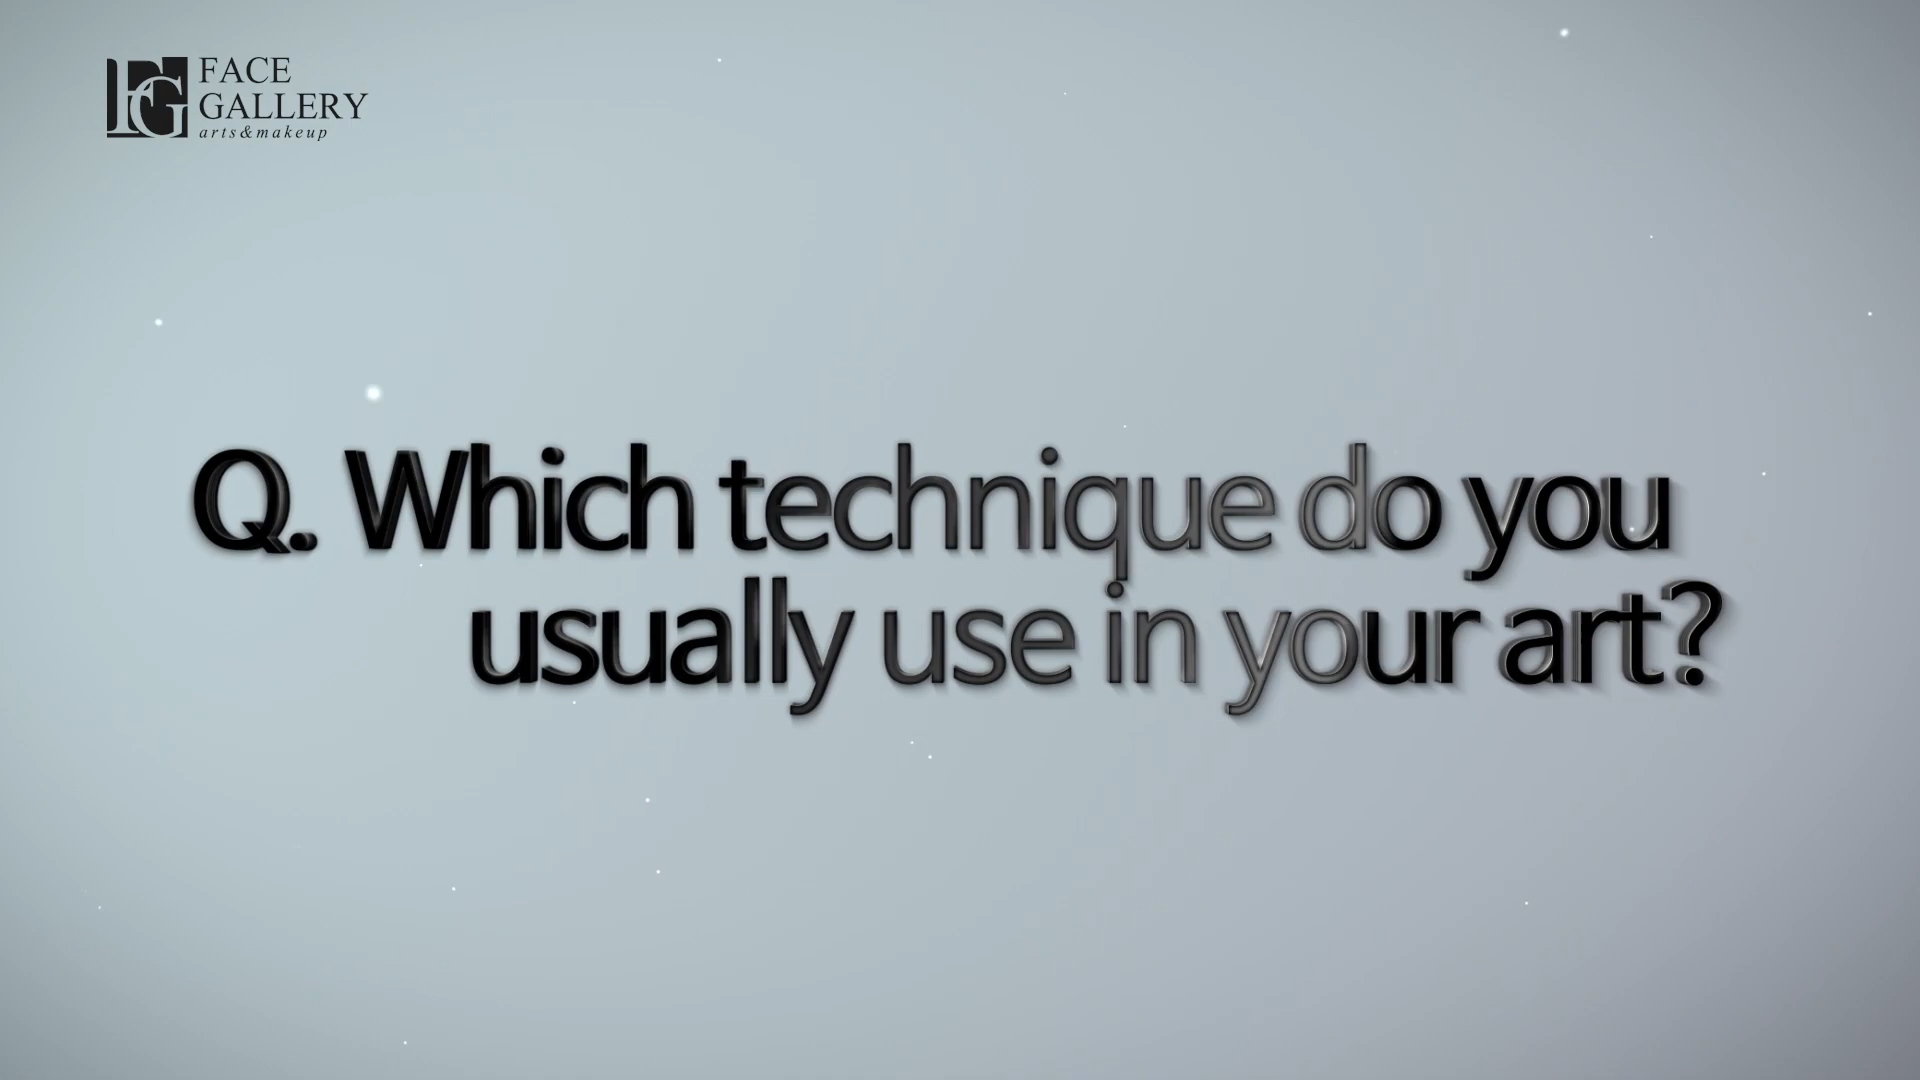 FACE
GALLERY
arts&makeup
Q. Which technique do you
usually use in your art?